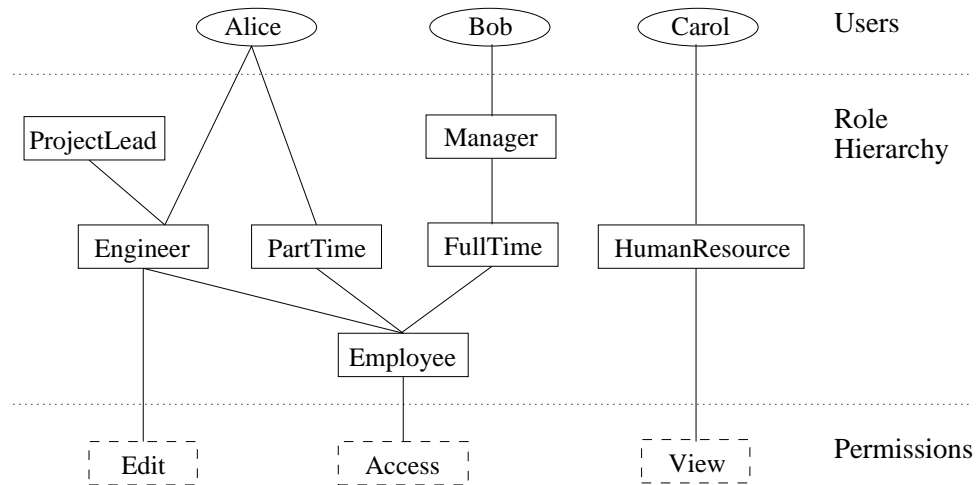 Alice
Bob
Carol
Users
ProjectLead
Manager
Role
Hierarchy
Engineer
PartTime
FullTime
HumanResource
Employee
Edit
Access
View
Permissions